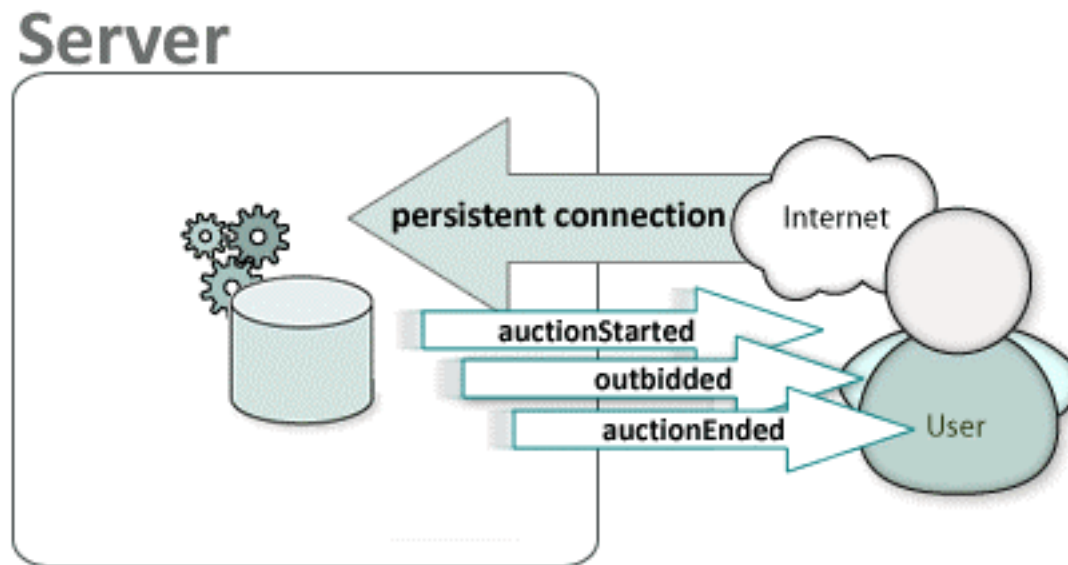 Server
persistent connection
Internet
auctionStarted
outbidded
auctionEnded
User